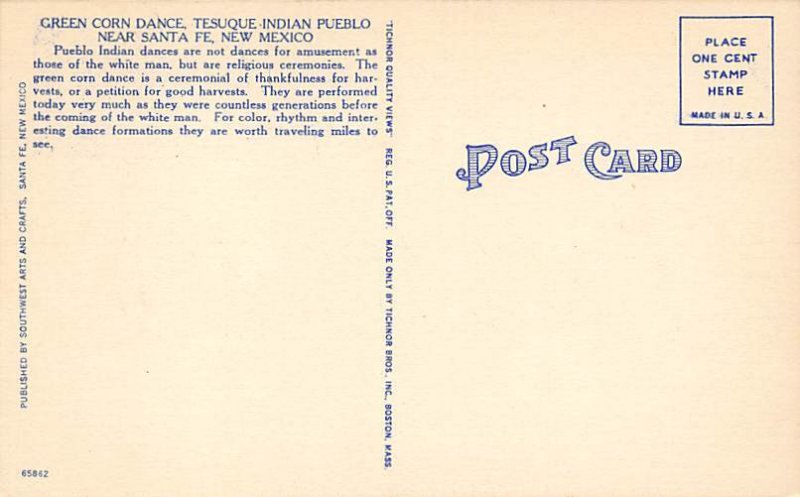 GREEN CORN DANCE, TESUQUE INDIAN PUEBLO
NEAR SANTA FE, NEW MEXICO
Pueblo Indian dances are not dances for amusement as
those of the white man, but are religious ceremonies. The
green corn dance is a ceremonial of thankfulness for har-
vests, or a petition for good harvests. They are performed
today very much as they were countless generations before
the coming of the white man. For color, rhythm and inter-
esting dance formations they are worth traveling miles to
see.
PUBLISHED BY SOUTHWEST ARTS AND CRAFTS, SANTA FE, NEW MEXICO
65862
"TICHNOR QUALITY VIEWS" REG. U. S. PAT. OFF. MADE ONLY BY TICHNOR BROS., INC., BOSTON, MASS.
POST CARD
PLACE
ONE CENT
STAMP
HERE
MADE IN U. S. A.